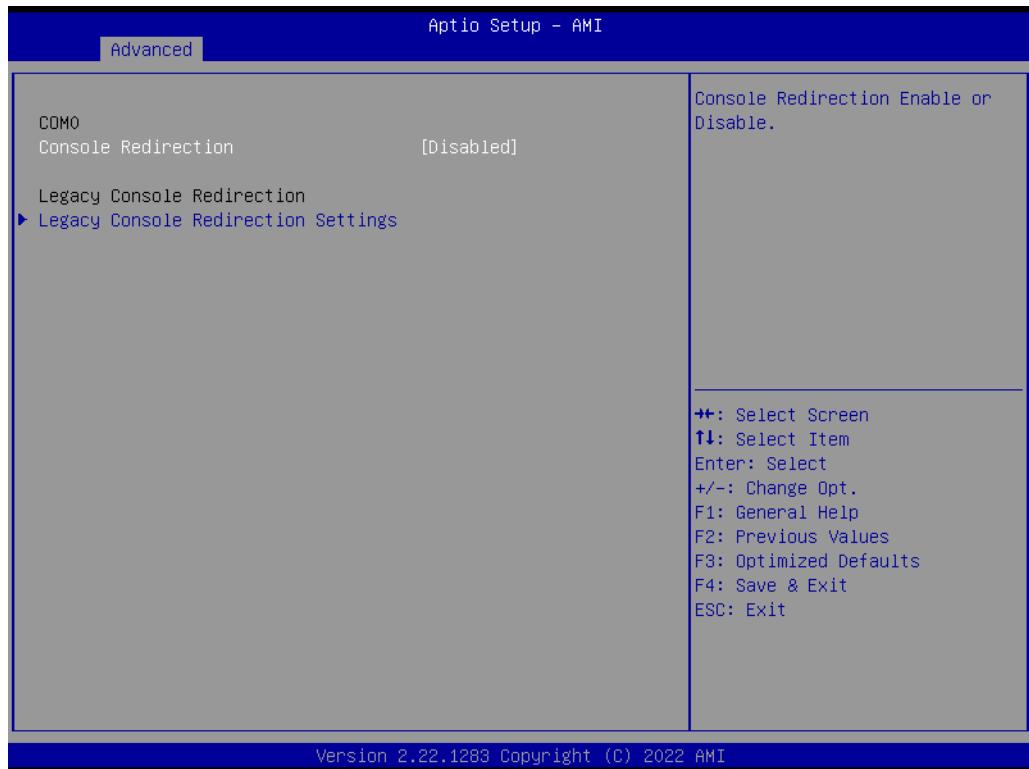 Aptio Setup – AMI
Advanced
COM0
Console Redirection [Disabled]
Legacy Console Redirection
▶ Legacy Console Redirection Settings
Console Redirection Enable or
Disable.
→←: Select Screen
↑↓: Select Item
Enter: Select
+/-: Change Opt.
F1: General Help
F2: Previous Values
F3: Optimized Defaults
F4: Save & Exit
ESC: Exit
Version 2.22.1283 Copyright (C) 2022 AMI